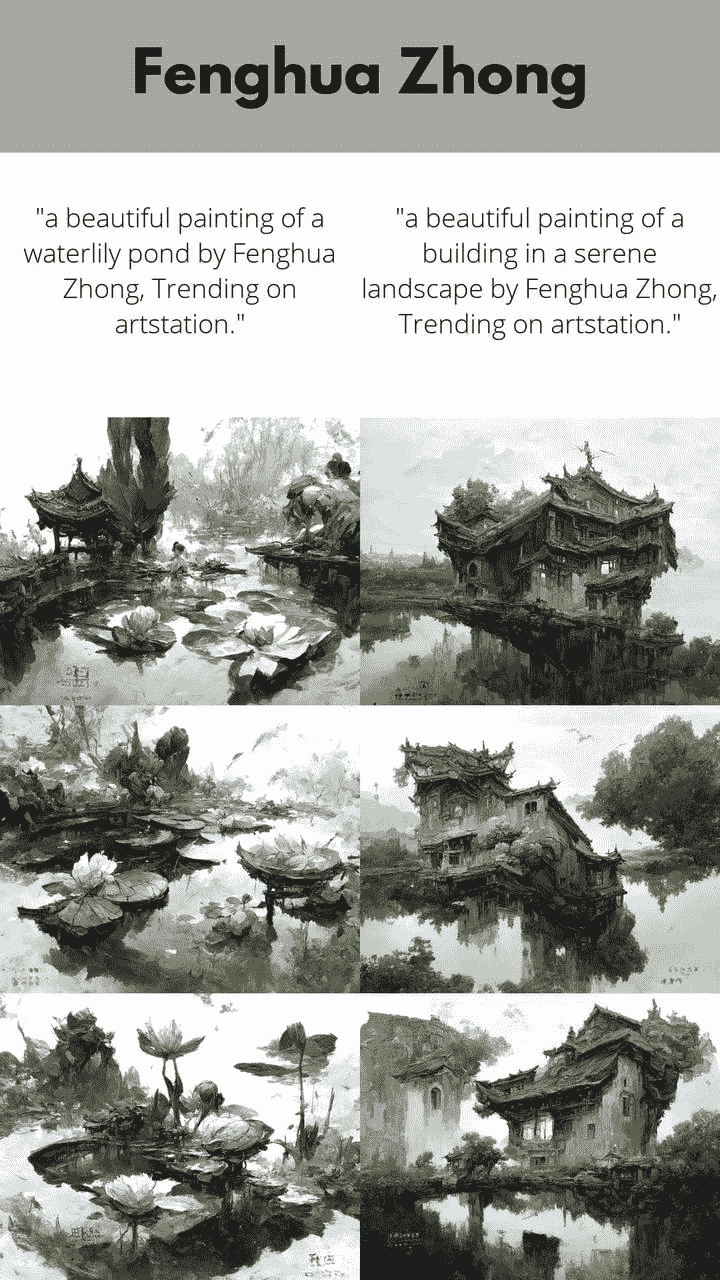 Fenghua Zhong
"a beautiful painting of a
waterlily pond by Fenghua
Zhong, Trending on
artstation."
"a beautiful painting of a
building in a serene
landscape by Fenghua Zhong,
Trending on artstation."